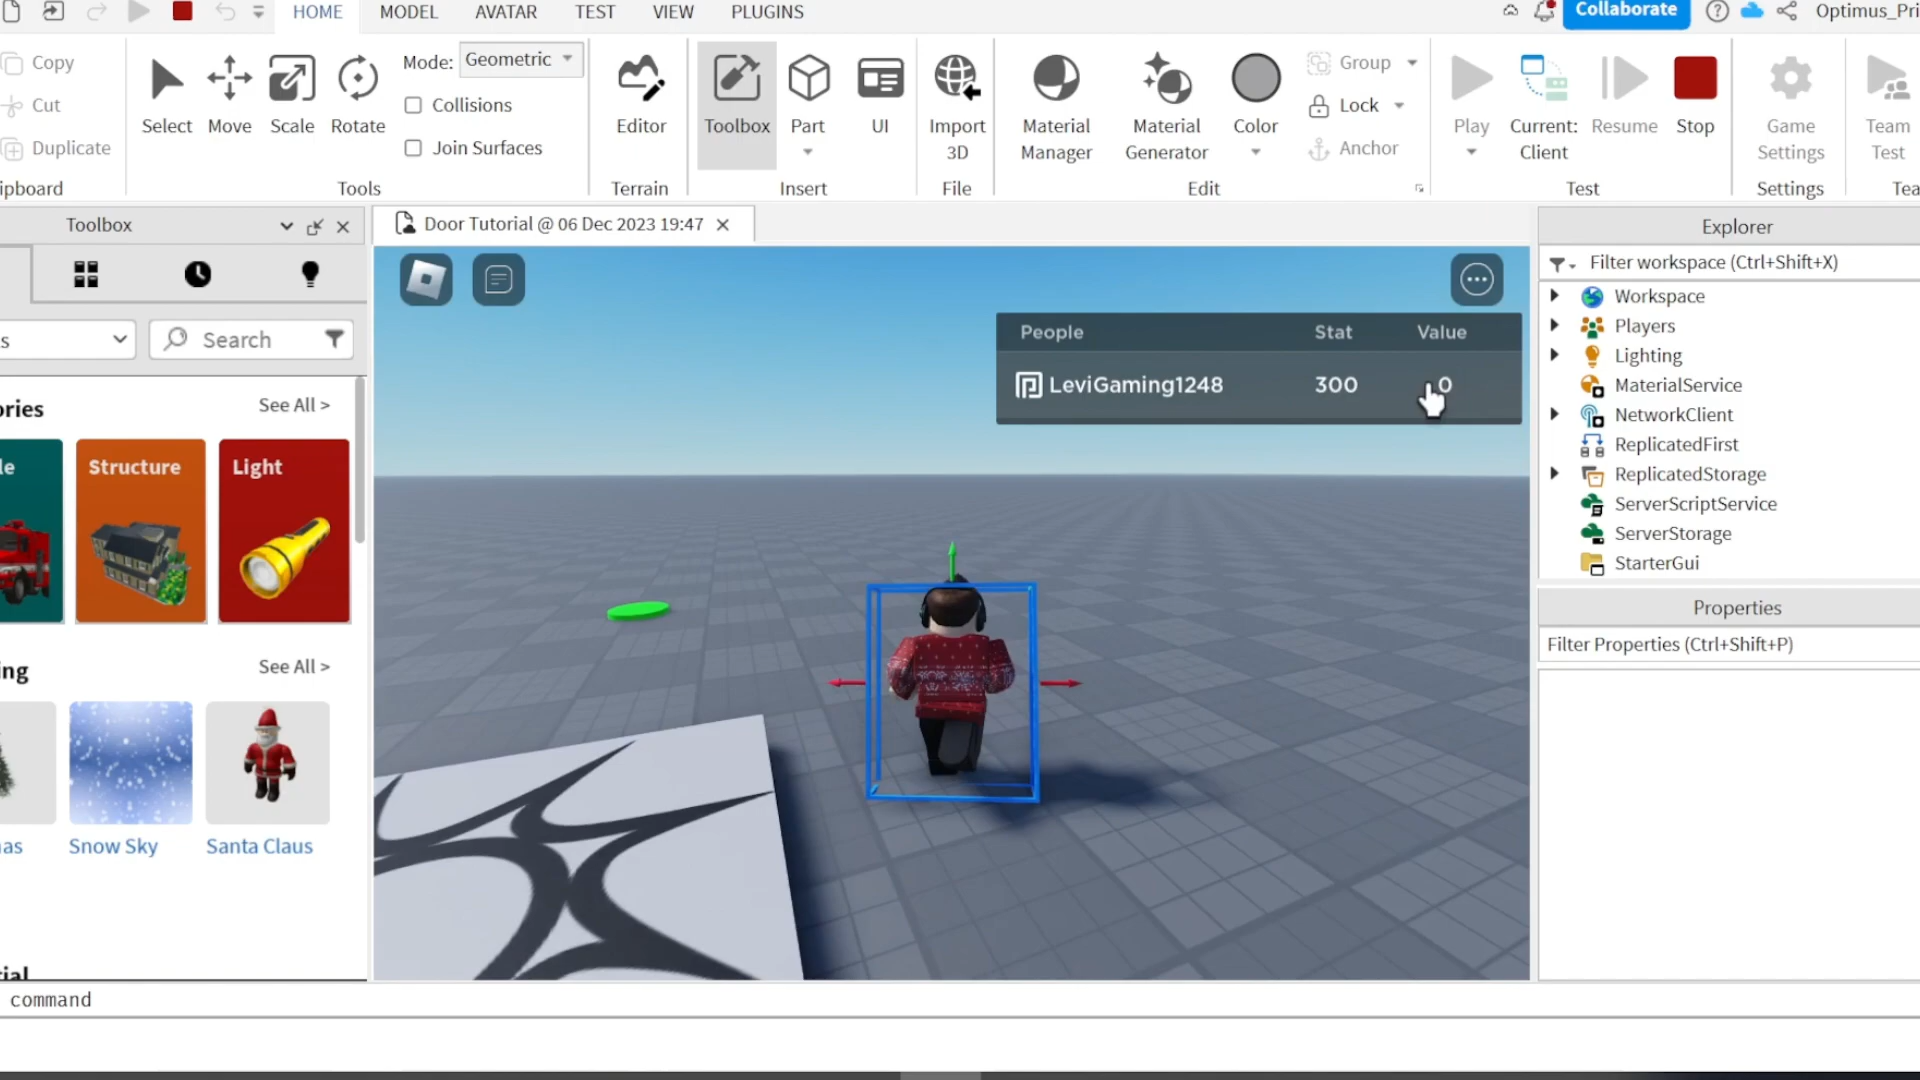 HOME MODEL AVATAR TEST VIEW PLUGINS
Collaborate
Optimus_Pri
Copy
Cut
Duplicate
ipboard
Select Move Scale Rotate
Mode: Geometric
Collisions
Join Surfaces
Tools
Editor
Terrain
Toolbox Part UI
Insert
Import
3D
File
Material
Manager
Material
Generator
Color
Group
Lock
Anchor
Edit
Play
Current:
Client
Resume Stop
Test
Game
Settings
Settings
Team
Test
Tea
Toolbox
s
Search
ories See All >
le
Structure
Light
ing See All >
as
Snow Sky
Santa Claus
ial
Door Tutorial @ 06 Dec 2023 19:47
People Stat Value
LeviGaming1248 300 0
Explorer
Filter workspace (Ctrl+Shift+X)
Workspace
Players
Lighting
MaterialService
NetworkClient
ReplicatedFirst
ReplicatedStorage
ServerScriptService
ServerStorage
StarterGui
Properties
Filter Properties (Ctrl+Shift+P)
command